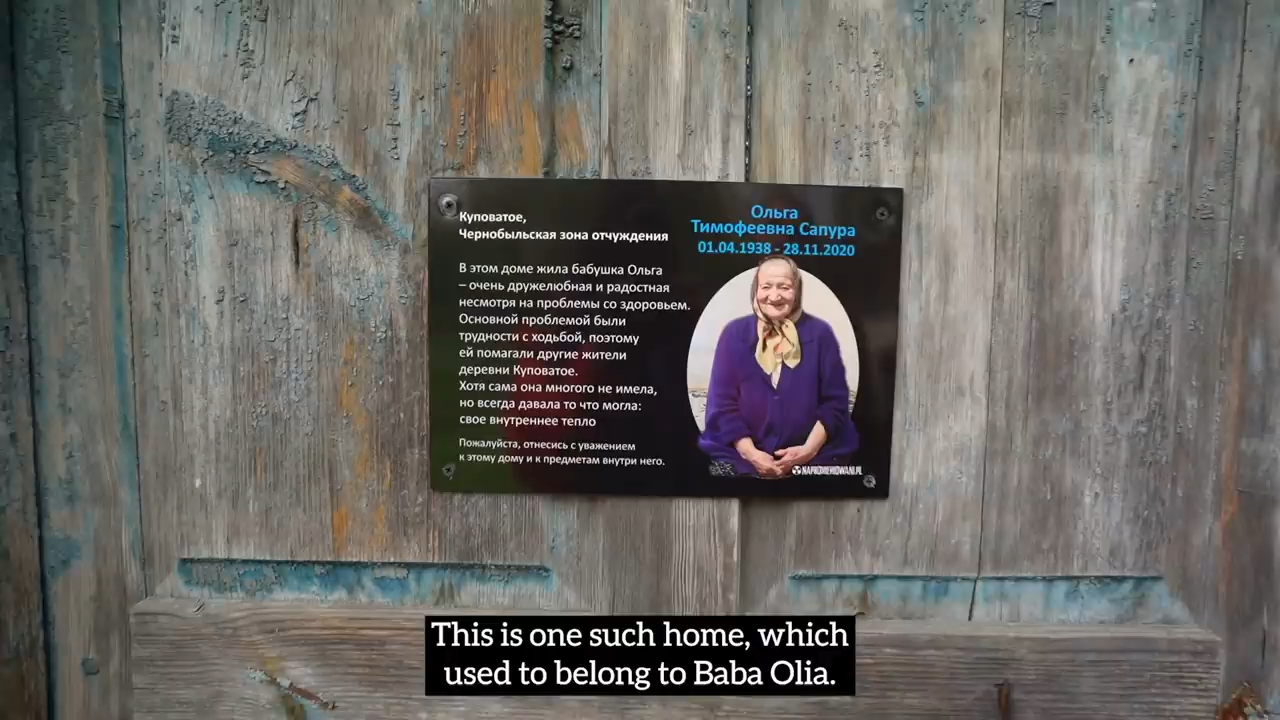 Куповатое,
Чернобыльская зона отчуждения
В этом доме жила бабушка Ольга
– очень дружелюбная и радостная
несмотря на проблемы со здоровьем.
Основной проблемой были
трудности с ходьбой, поэтому
ей помагали другие жители
деревни Куповатое.
Хотя сама она многого не имела,
но всегда давала то что могла:
свое внутреннее тепло
Пожалуйста, отнесись с уважением
к этому дому и к предметам внутри него.
Ольга
Тимофеевна Сапура
01.04.1938 - 28.11.2020
NAPROMIENIOWANI.PL
This is one such home, which
used to belong to Baba Olia.